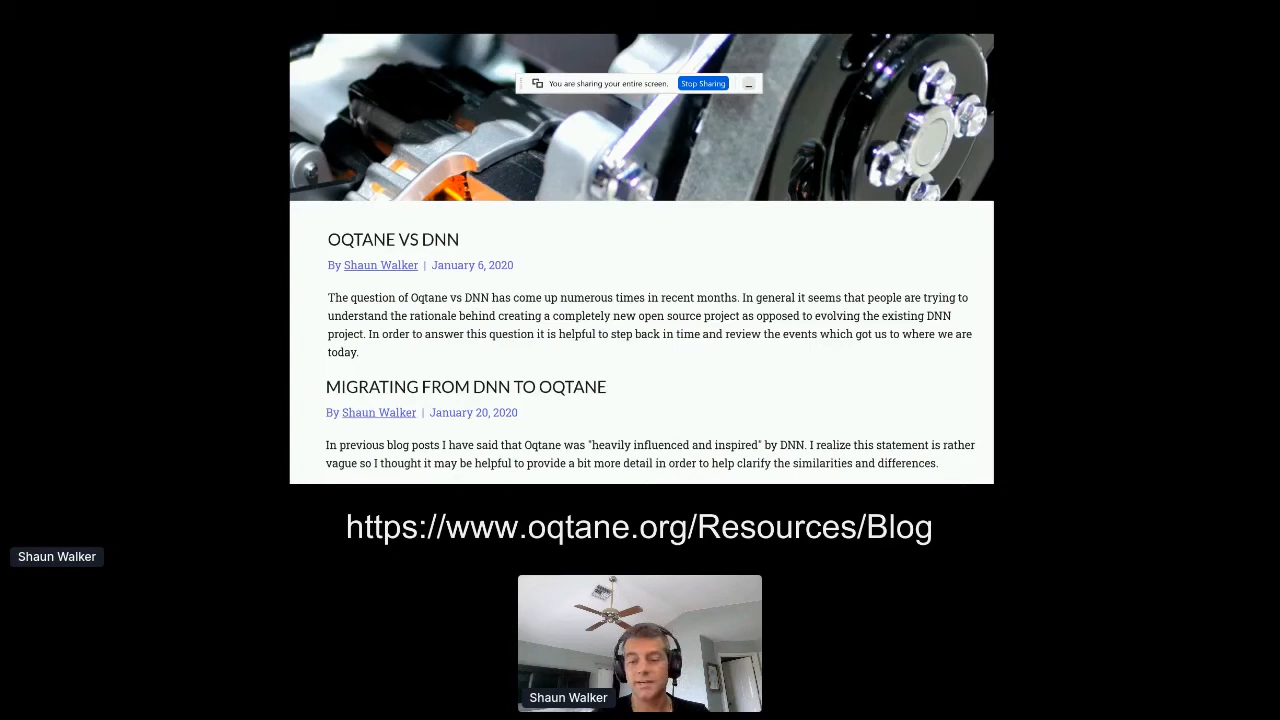 You are sharing your entire screen. Stop Sharing
OQTANE VS DNN
By Shaun Walker | January 6, 2020
The question of Oqtane vs DNN has come up numerous times in recent months. In general it seems that people are trying to
understand the rationale behind creating a completely new open source project as opposed to evolving the existing DNN
project. In order to answer this question it is helpful to step back in time and review the events which got us to where we are
today.
MIGRATING FROM DNN TO OQTANE
By Shaun Walker | January 20, 2020
In previous blog posts I have said that Oqtane was "heavily influenced and inspired" by DNN. I realize this statement is rather
vague so I thought it may be helpful to provide a bit more detail in order to help clarify the similarities and differences.
https://www.oqtane.org/Resources/Blog
Shaun Walker
Shaun Walker